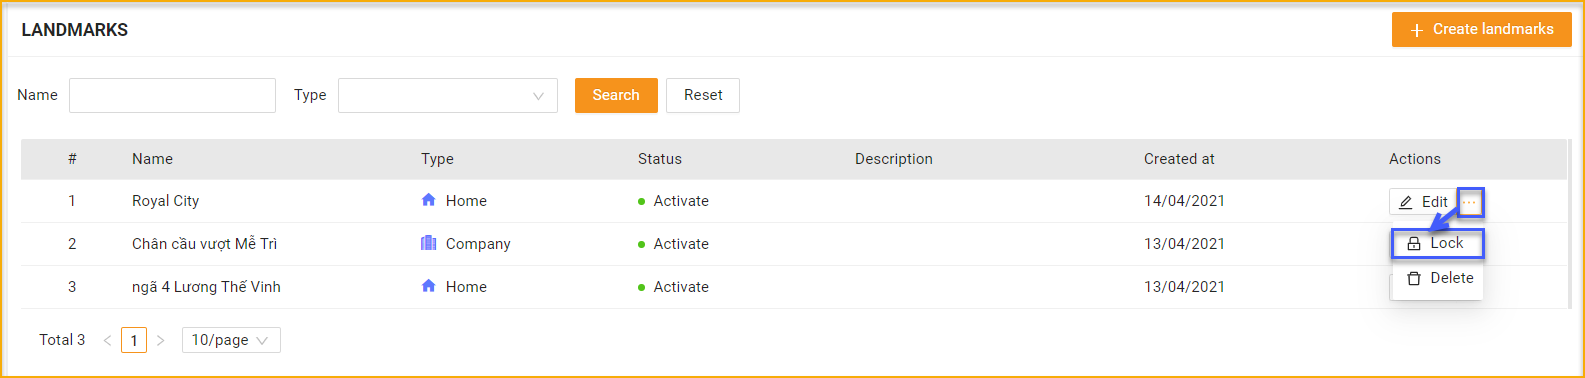 LANDMARKS
Create landmarks
Name Type Search Reset
# Name Type Status Description Created at Actions
1 Royal City Home Activate 14/04/2021 Edit ...
2 Chân cầu vượt Mễ Trì Company Activate 13/04/2021
Lock
3 ngã 4 Lương Thế Vinh Home Activate 13/04/2021
Delete
Total 3 < 1 > 10/page